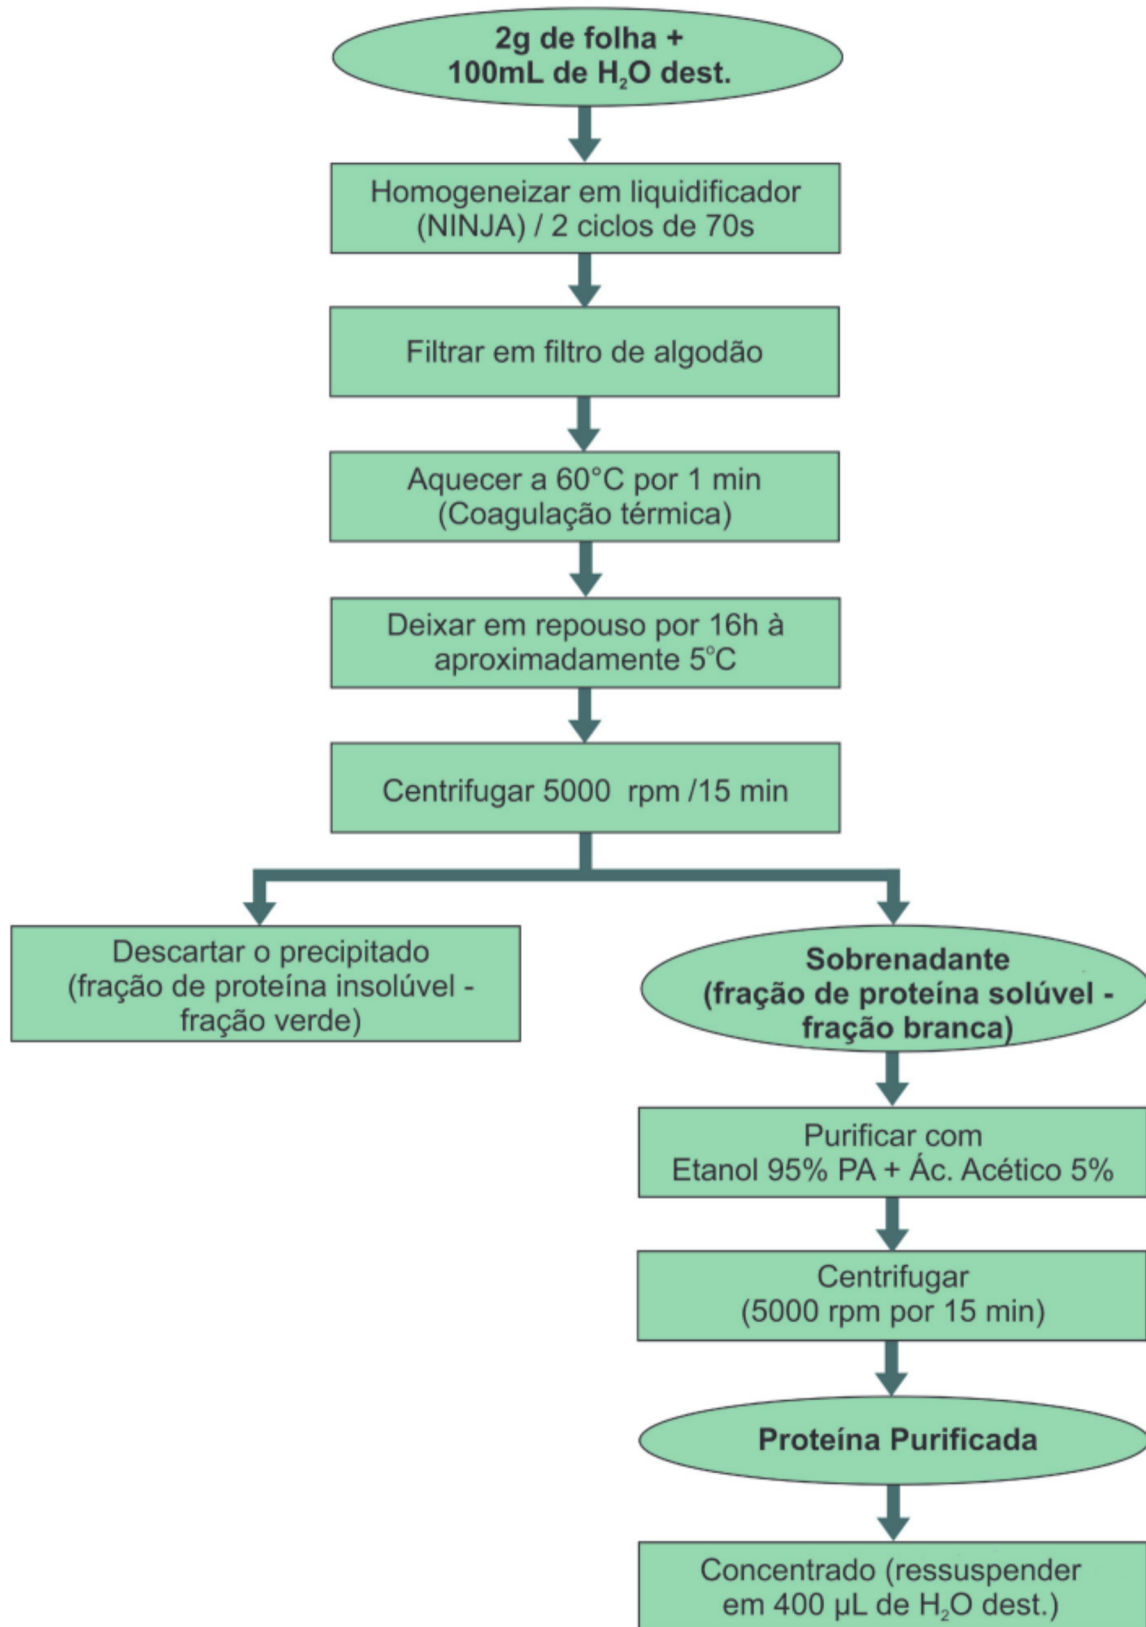 2g de folha +
100mL de H₂O dest.
Homogeneizar em liquidificador
(NINJA) / 2 ciclos de 70s
Filtrar em filtro de algodão
Aquecer a 60°C por 1 min
(Coagulação térmica)
Deixar em repouso por 16h à
aproximadamente 5°C
Centrifugar 5000 rpm /15 min
Descartar o precipitado
(fração de proteína insolúvel -
fração verde)
Sobrenadante
(fração de proteína solúvel -
fração branca)
Purificar com
Etanol 95% PA + Ác. Acético 5%
Centrifugar
(5000 rpm por 15 min)
Proteína Purificada
Concentrado (ressuspender
em 400 µL de H₂O dest.)